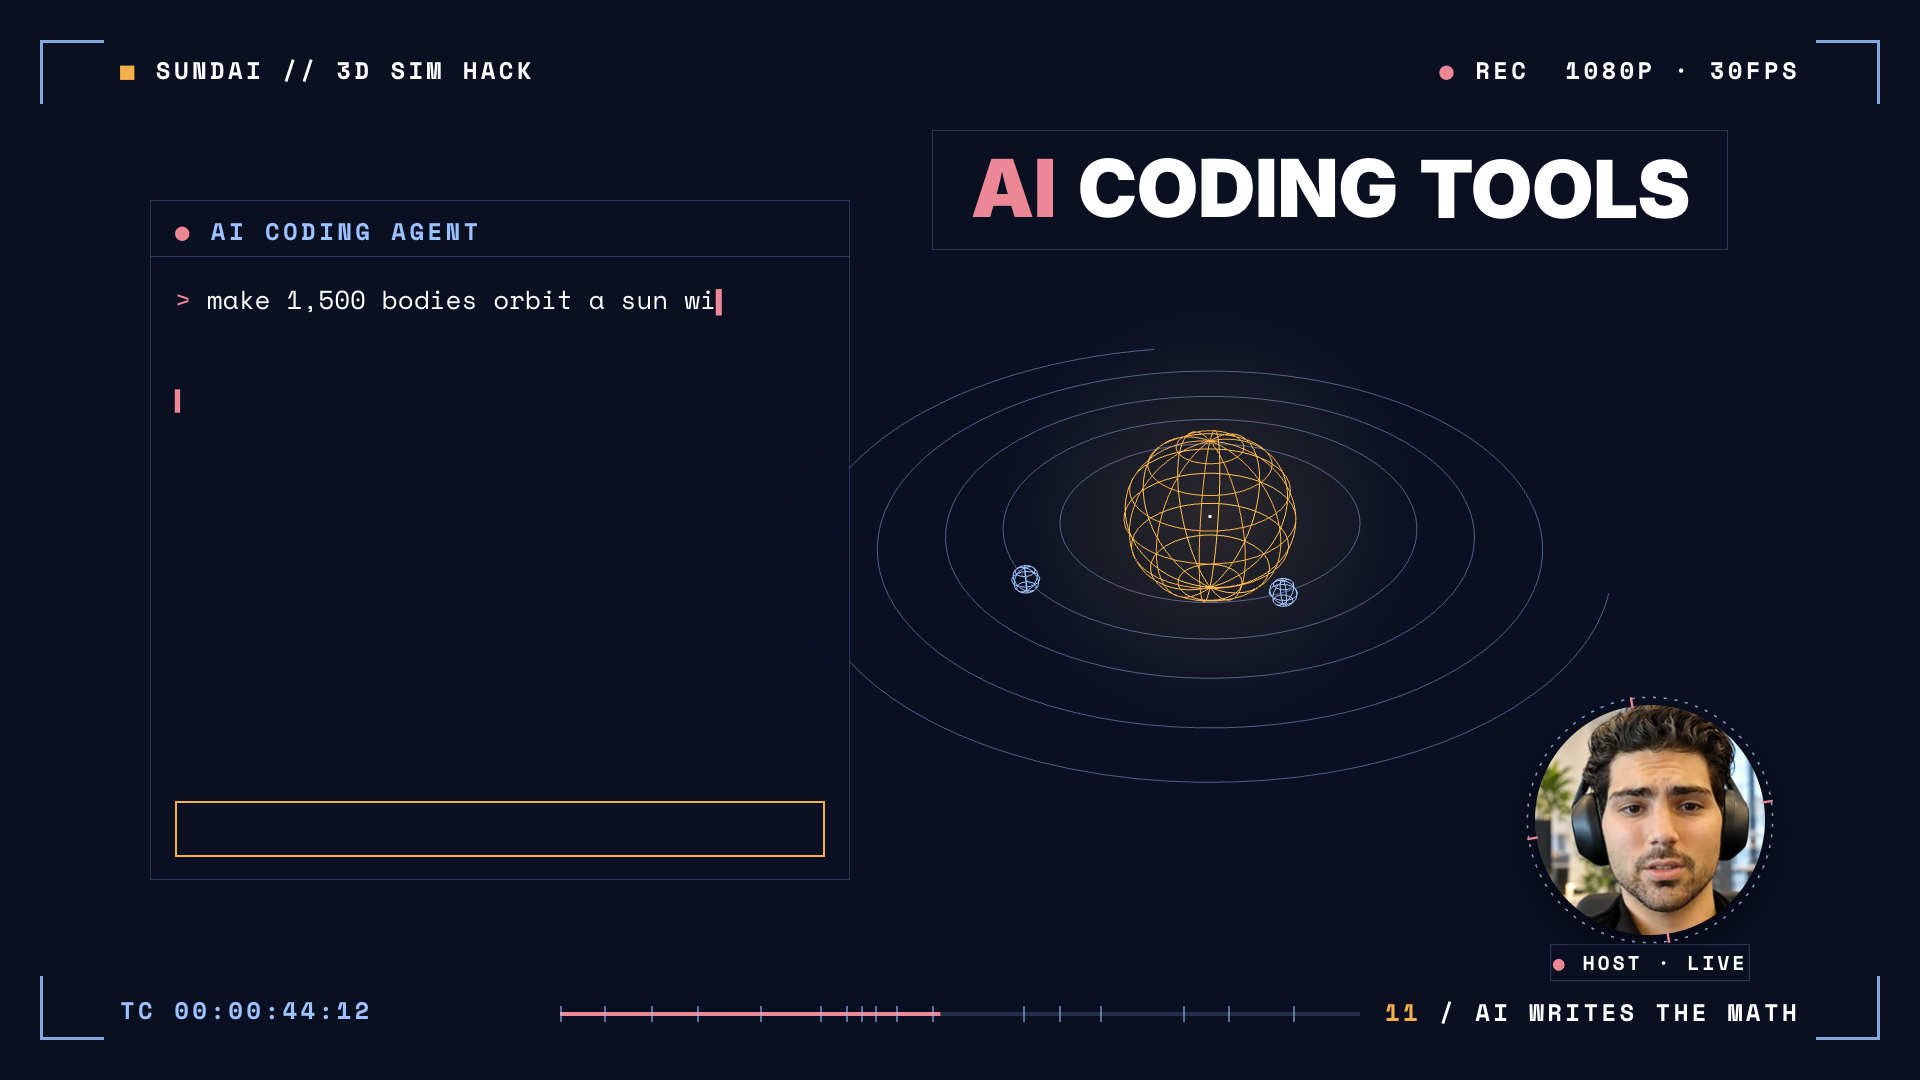 SUNDAI // 3D SIM HACK
REC 1080P · 30FPS
AI CODING TOOLS
AI CODING AGENT
> make 1,500 bodies orbit a sun wi
HOST · LIVE
TC 00:00:44:12
11 / AI WRITES THE MATH